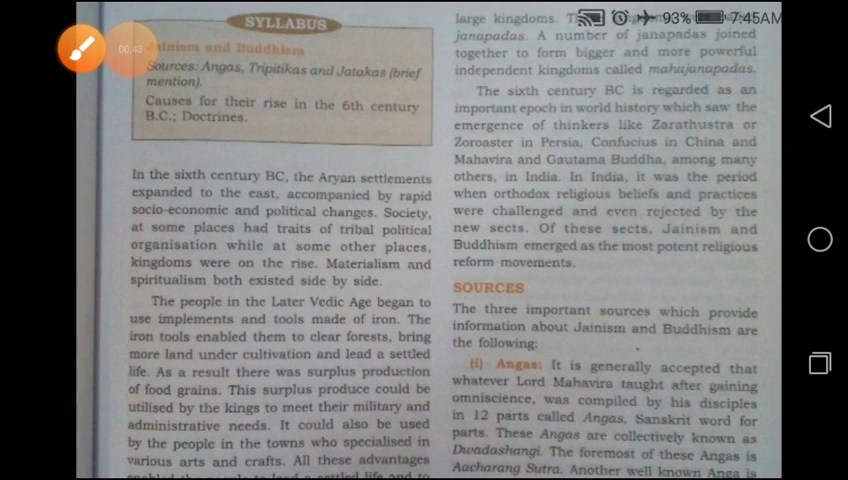 00:43
93%
7:45AM
SYLLABUS
Jainism and Buddhism
Sources: Angas, Tripitikas and Jatakas (brief
mention).
Causes for their rise in the 6th century
B.C.; Doctrines.
In the sixth century BC, the Aryan settlements
expanded to the east, accompanied by rapid
socio-economic and political changes. Society,
at some places had traits of tribal political
organisation while at some other places,
kingdoms were on the rise. Materialism and
spiritualism both existed side by side.
The people in the Later Vedic Age began to
use implements and tools made of iron. The
iron tools enabled them to clear forests, bring
more land under cultivation and lead a settled
life. As a result there was surplus production
of food grains. This surplus produce could be
utilised by the kings to meet their military and
administrative needs. It could also be used
by the people in the towns who specialised in
various arts and crafts. All these advantages
enabled the people to lead a settled life and to
large kingdoms.
janapadas. A number of janapadas joined
together to form bigger and more powerful
independent kingdoms called mahajanapadas.
The sixth century BC is regarded as an
important epoch in world history which saw the
emergence of thinkers like Zarathustra or
Zoroaster in Persia, Confucius in China and
Mahavira and Gautama Buddha, among many
others, in India. In India, it was the period
when orthodox religious beliefs and practices
were challenged and even rejected by the
new sects. Of these sects, Jainism and
Buddhism emerged as the most potent religious
reform movements.
SOURCES
The three important sources which provide
information about Jainism and Buddhism are
the following:
(i) Angas: It is generally accepted that
whatever Lord Mahavira taught after gaining
omniscience, was compiled by his disciples
in 12 parts called Angas, Sanskrit word for
parts. These Angas are collectively known as
Dwadashangi. The foremost of these Angas is
Aacharang Sutra. Another well known Anga is